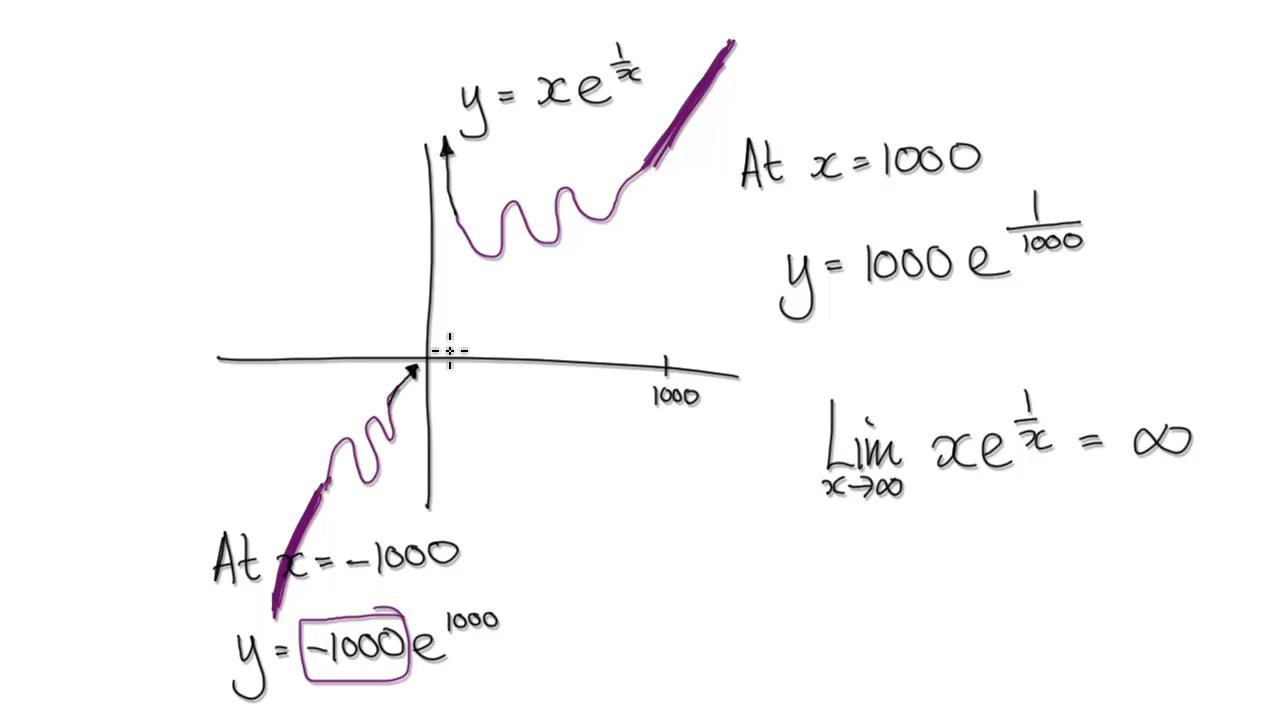 y = xe^{1/x}
At x = 1000
y = 1000 e^{1/1000}
1000
Lim xe^{1/x} = ∞
x→∞
At x = -1000
y = -1000 e^{1000}